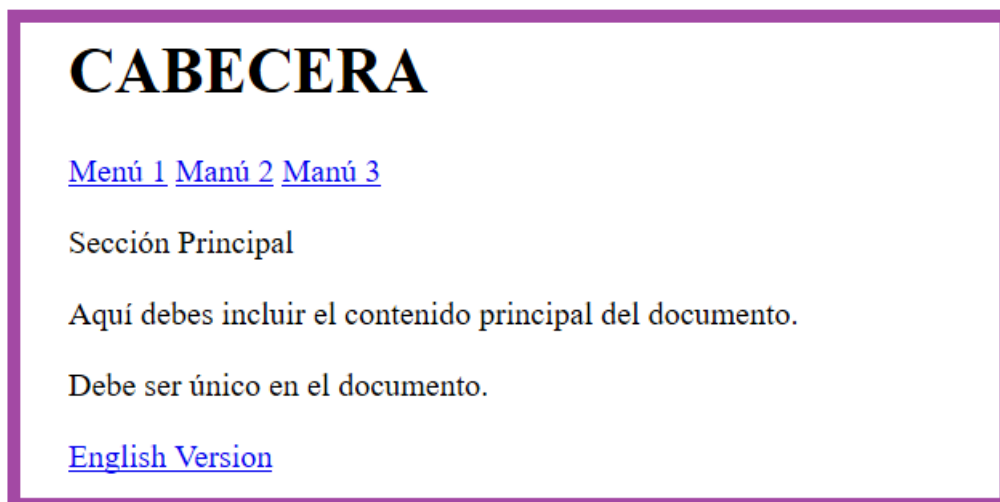 CABECERA
Menú 1 Manú 2 Manú 3
Sección Principal
Aquí debes incluir el contenido principal del documento.
Debe ser único en el documento.
English Version